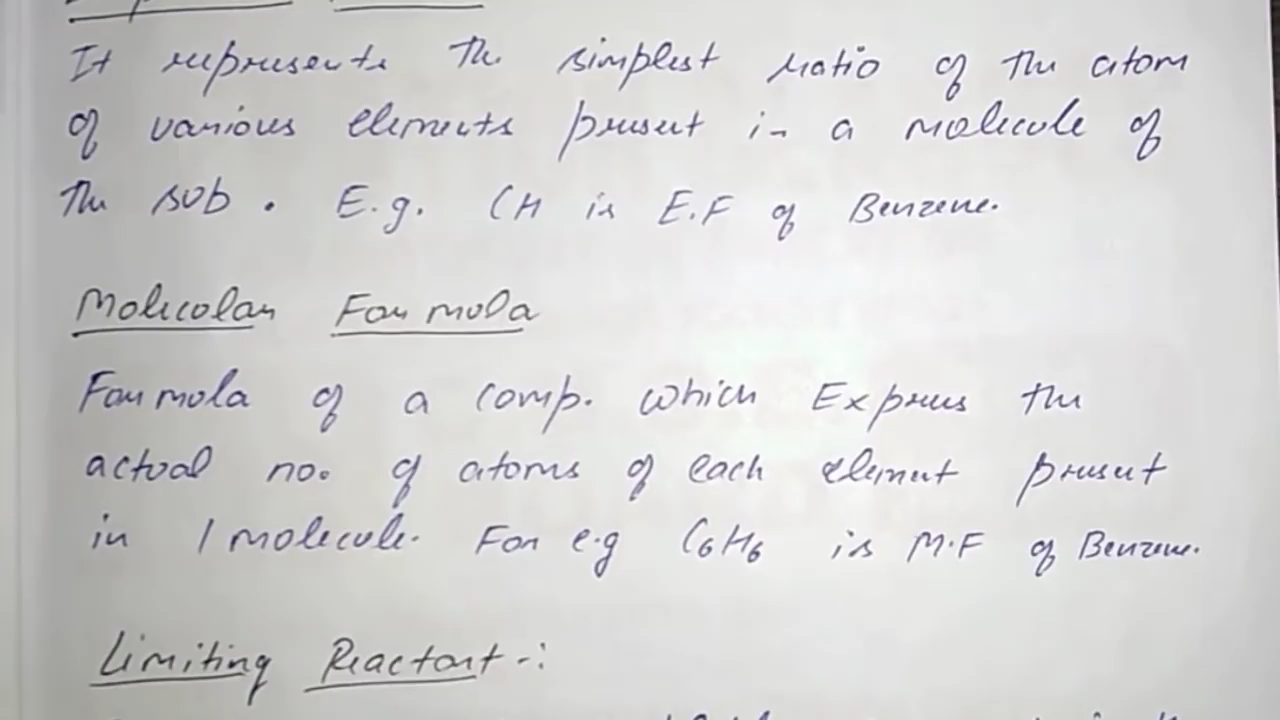 It represents the simplest ratio of the atom
of various elements present in a molecule of
the sub. E.g. CH is E.F of Benzene.
Molecular Formula
Formula of a comp. which Express the
actual no. of atoms of each element present
in 1 molecule. For e.g C6H6 is M.F of Benzene.
Limiting Reactant -: